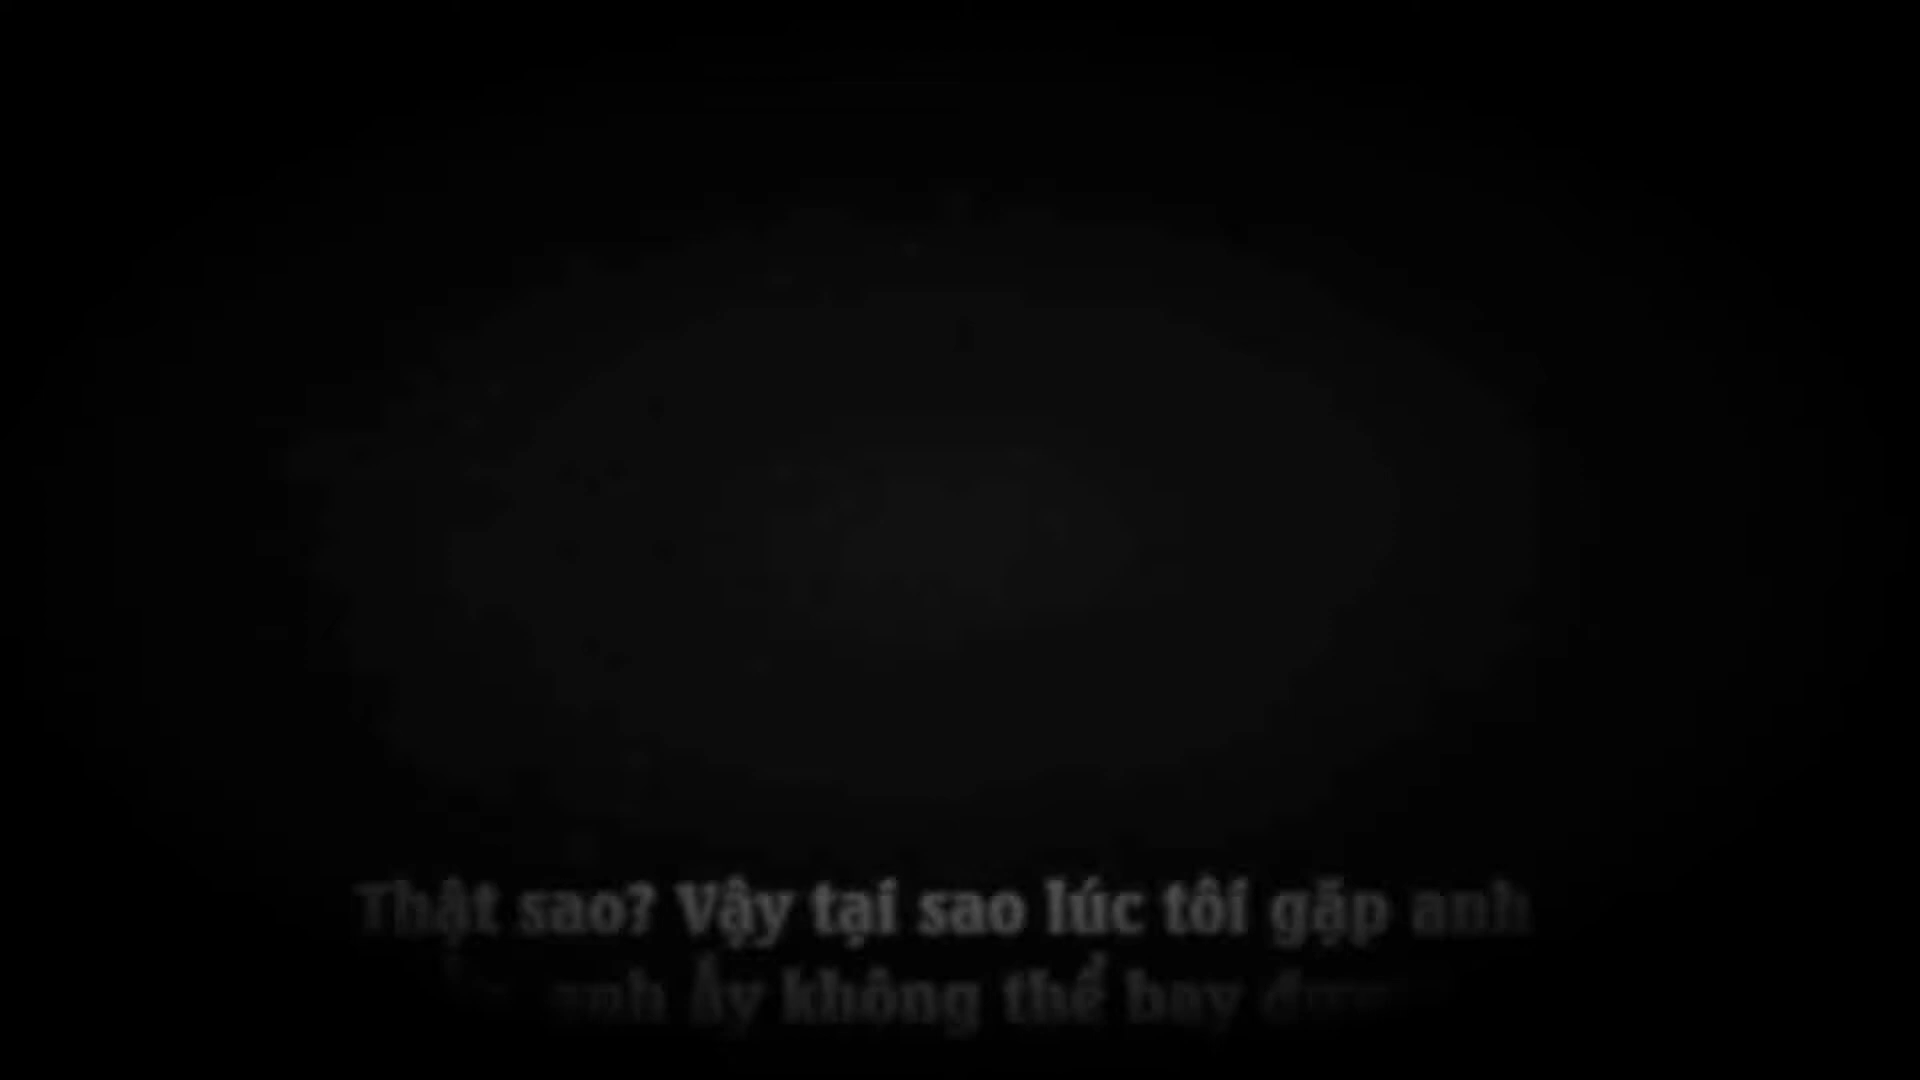 Thật sao? Vậy tại sao lúc tôi gặp anh
anh ấy không thể bay